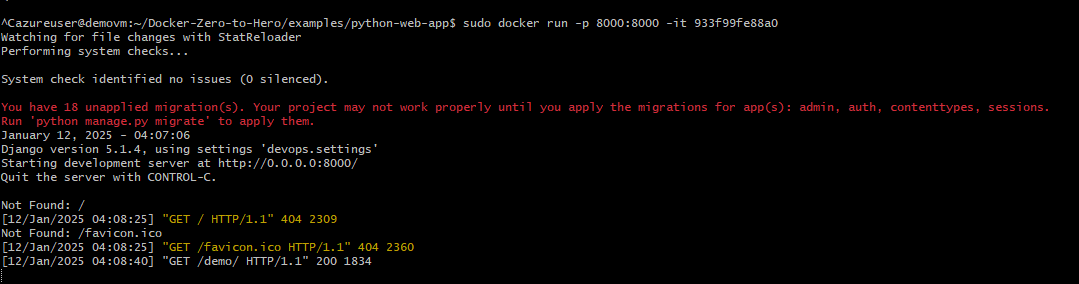 ^Cazureuser@demovm:~/Docker-Zero-to-Hero/examples/python-web-app$ sudo docker run -p 8000:8000 -it 933f99fe88a0
Watching for file changes with StatReloader
Performing system checks...
System check identified no issues (0 silenced).
You have 18 unapplied migration(s). Your project may not work properly until you apply the migrations for app(s): admin, auth, contenttypes, sessions.
Run 'python manage.py migrate' to apply them.
January 12, 2025 - 04:07:06
Django version 5.1.4, using settings 'devops.settings'
Starting development server at http://0.0.0.0:8000/
Quit the server with CONTROL-C.
Not Found: /
[12/Jan/2025 04:08:25] "GET / HTTP/1.1" 404 2309
Not Found: /favicon.ico
[12/Jan/2025 04:08:25] "GET /favicon.ico HTTP/1.1" 404 2360
[12/Jan/2025 04:08:40] "GET /demo/ HTTP/1.1" 200 1834